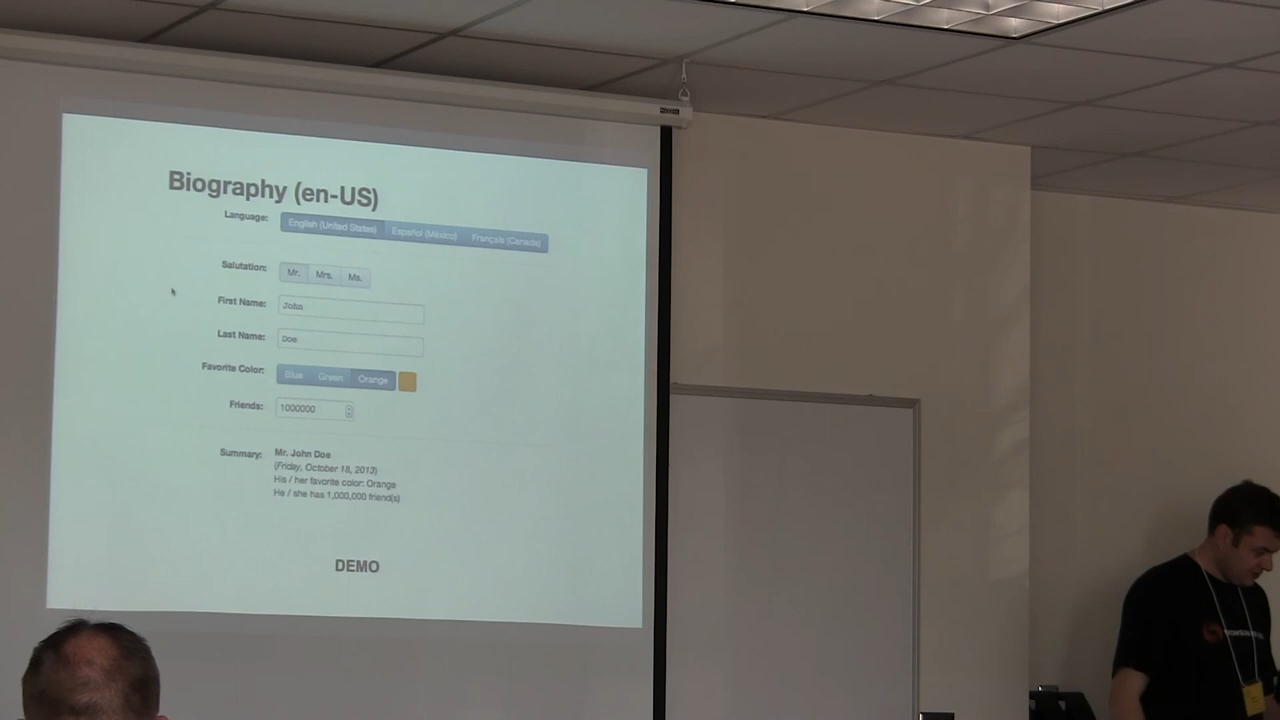 Biography (en-US)
Language: English (United States) Español (México) Français (Canada)
Salutation: Mr. Mrs. Ms.
First Name: John
Last Name: Doe
Favorite Color: Blue Green Orange
Friends: 1000000
Summary: Mr. John Doe
(Friday, October 18, 2013)
His / her favorite color: Orange
He / she has 1,000,000 friend(s)
DEMO